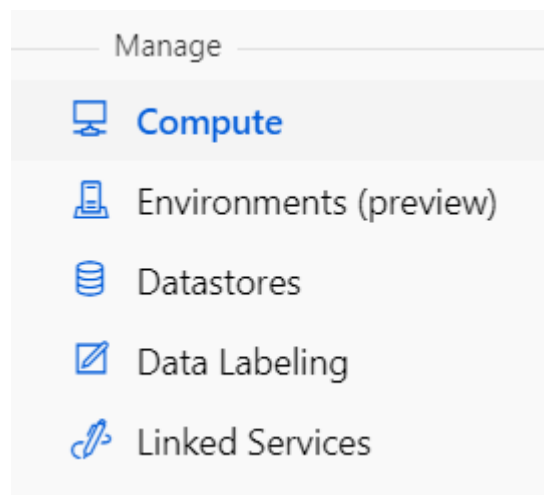 Manage
Compute
Environments (preview)
Datastores
Data Labeling
Linked Services